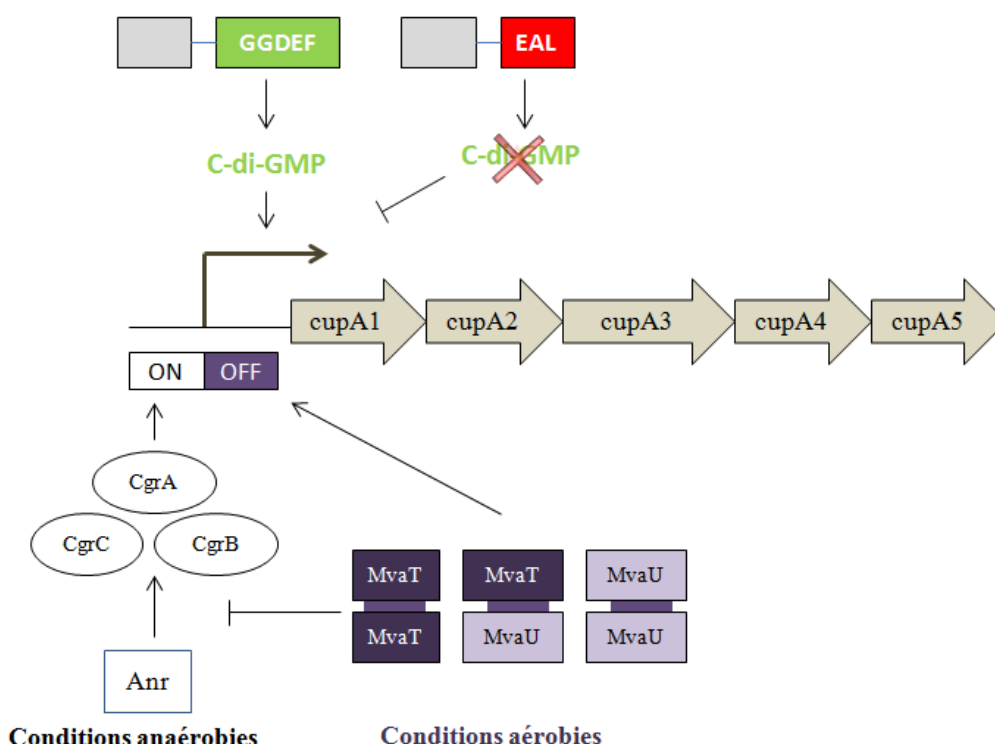 GGDEF
EAL
C-di-GMP
C-di-GMP
cupA1
cupA2
cupA3
cupA4
cupA5
ON
OFF
CgrA
CgrC
CgrB
MvaT
MvaT
MvaU
MvaT
MvaU
MvaU
Anr
Conditions anaérobies
Conditions aérobies